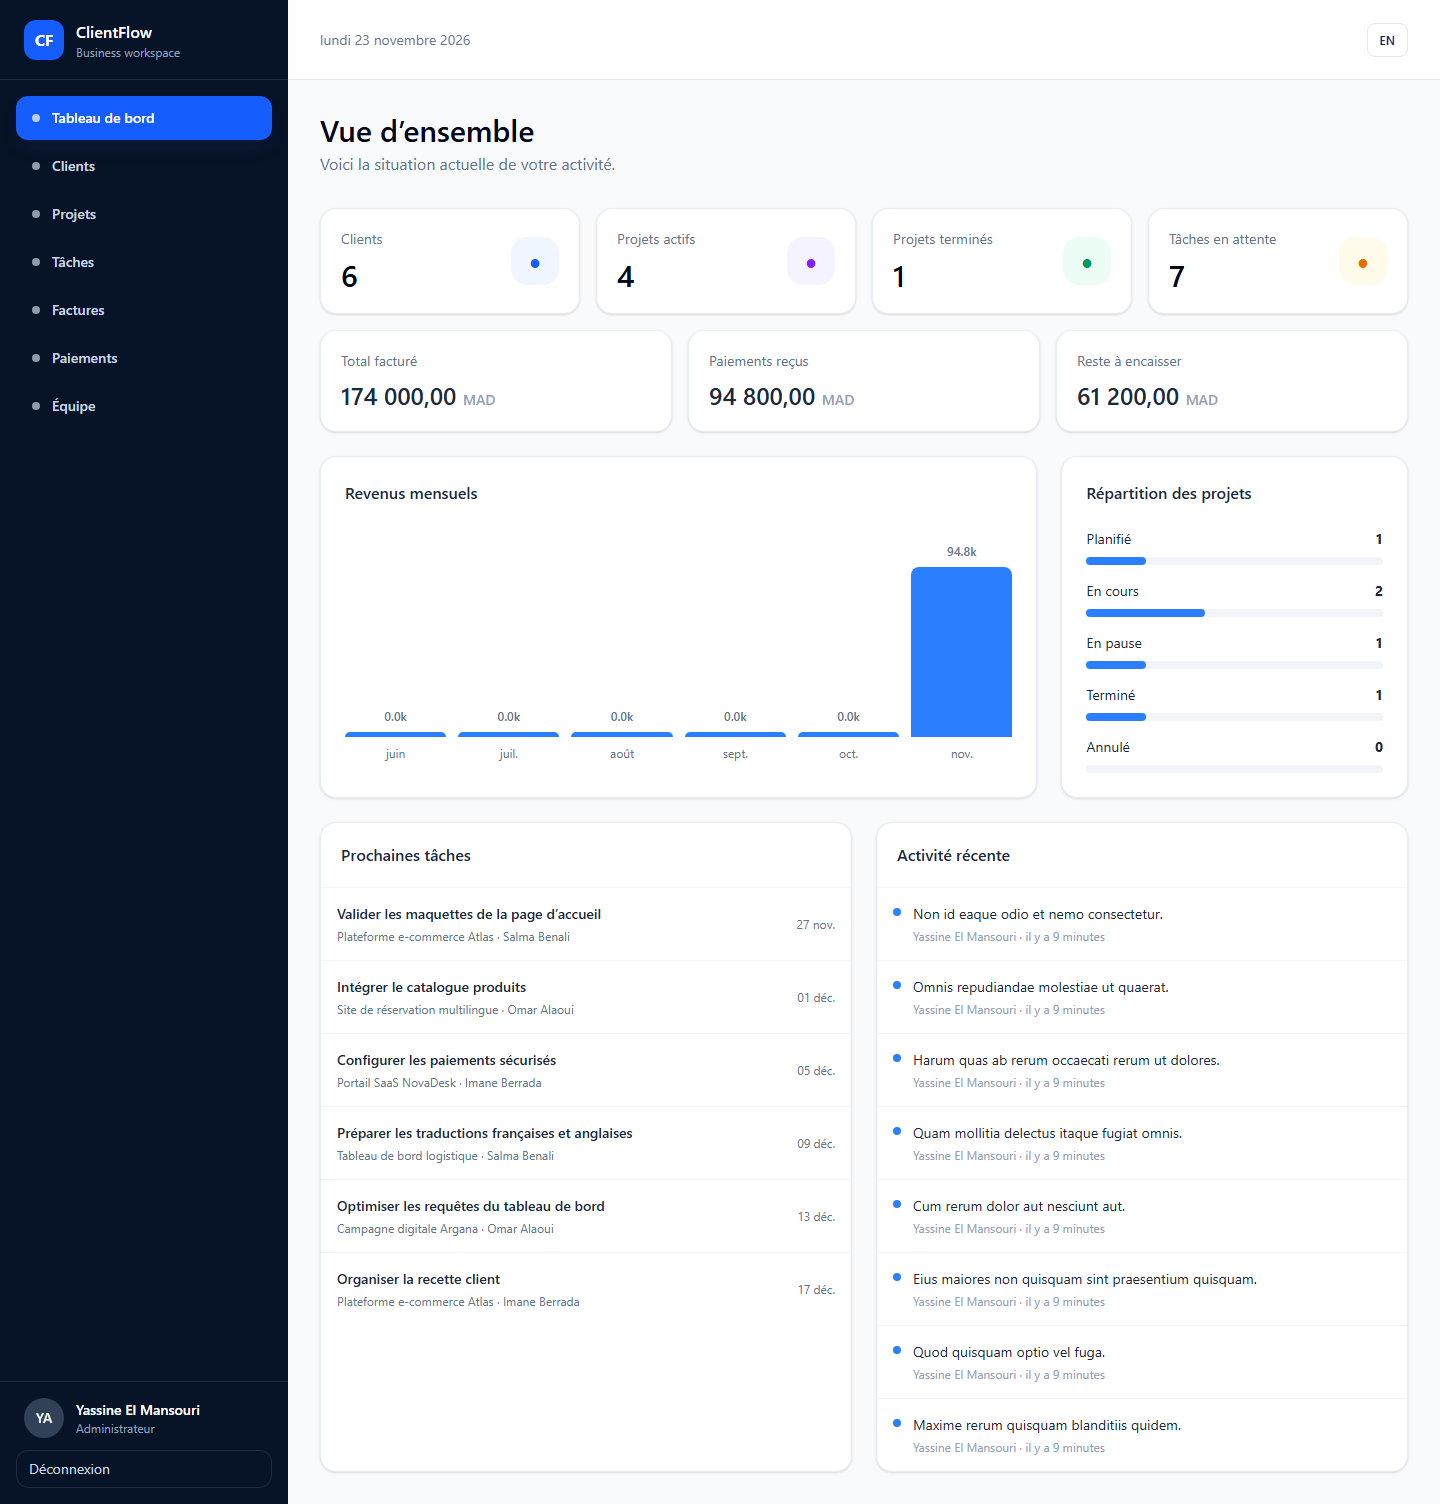 CF
ClientFlow
Business workspace
Tableau de bord
Clients
Projets
Tâches
Factures
Paiements
Équipe
YA
Yassine El Mansouri
Administrateur
Déconnexion
lundi 23 novembre 2026
EN
Vue d’ensemble
Voici la situation actuelle de votre activité.
Clients
6
Projets actifs
4
Projets terminés
1
Tâches en attente
7
Total facturé
174 000,00 MAD
Paiements reçus
94 800,00 MAD
Reste à encaisser
61 200,00 MAD
Revenus mensuels
0.0k
0.0k
0.0k
0.0k
0.0k
94.8k
juin
juil.
août
sept.
oct.
nov.
Répartition des projets
Planifié 1
En cours 2
En pause 1
Terminé 1
Annulé 0
Prochaines tâches
Valider les maquettes de la page d’accueil
Plateforme e-commerce Atlas · Salma Benali
27 nov.
Intégrer le catalogue produits
Site de réservation multilingue · Omar Alaoui
01 déc.
Configurer les paiements sécurisés
Portail SaaS NovaDesk · Imane Berrada
05 déc.
Préparer les traductions françaises et anglaises
Tableau de bord logistique · Salma Benali
09 déc.
Optimiser les requêtes du tableau de bord
Campagne digitale Argana · Omar Alaoui
13 déc.
Organiser la recette client
Plateforme e-commerce Atlas · Imane Berrada
17 déc.
Activité récente
Non id eaque odio et nemo consectetur.
Yassine El Mansouri · il y a 9 minutes
Omnis repudiandae molestiae ut quaerat.
Yassine El Mansouri · il y a 9 minutes
Harum quas ab rerum occaecati rerum ut dolores.
Yassine El Mansouri · il y a 9 minutes
Quam mollitia delectus itaque fugiat omnis.
Yassine El Mansouri · il y a 9 minutes
Cum rerum dolor aut nesciunt aut.
Yassine El Mansouri · il y a 9 minutes
Eius maiores non quisquam sint praesentium quisquam.
Yassine El Mansouri · il y a 9 minutes
Quod quisquam optio vel fuga.
Yassine El Mansouri · il y a 9 minutes
Maxime rerum quisquam blanditiis quidem.
Yassine El Mansouri · il y a 9 minutes